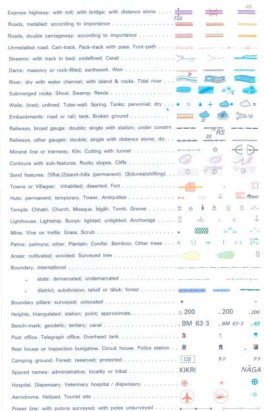 Express highway: with toll; with bridge; with distance stone
Roads, metalled: according to importance
Roads, double carriageway: according to importance
Unmetalled road. Cart-track. Pack-track with pass. Foot-path
Streams: with track in bed; undefined. Canal
Dams: masonry or rock-filled; earthwork. Weir
River: dry with water channel; with island & rocks. Tidal river
Submerged rocks. Shoal. Swamp. Reeds
Wells: lined; unlined. Tube-well. Spring. Tanks: perennial; dry
Embankments: road or rail; tank. Broken ground
Railways, broad gauge: double; single with station; under constrn
RS
Railways, other gauges: double; single with distance stone; do.
Mineral line or tramway. Kiln. Cutting with tunnel
Contours with sub-features. Rocky slopes. Cliffs
Sand features: (1)flat,(2)sand-hills (permanent), (3)dunes(shifting)
Towns or Villages: inhabited; deserted. Fort
Huts: permanent; temporary. Tower. Antiquities
Temple. Chhatri. Church. Mosque. Idgah. Tomb. Graves
Lighthouse. Lightship. Buoys: lighted; unlighted. Anchorage
Mine. Vine on trellis. Grass. Scrub
Palms: palmyra; other. Plantain. Conifer. Bamboo. Other trees
Areas: cultivated; wooded. Surveyed tree
Boundary, international
" state: demarcated; undemarcated
" district; subdivision, tahsil or taluk; forest
Boundary pillars: surveyed; unlocated
Heights, triangulated: station; point; approximate. 200 .200 .200
Bench-mark: geodetic; tertiary; canal .BM 63·3 .BM 63·3 .63
Post office. Telegraph office. Overhead tank
Rest house or Inspection bungalow. Circuit house. Police station
Camping ground. Forest: reserved; protected RF PF
Spaced names: administrative; locality or tribal KIKRI NĀGA
Hospital. Dispensary. Veterinary hospital / dispensary.
Aerodrome. Helipad. Tourist site
Power line: with pylons surveyed; with poles unsurveyed